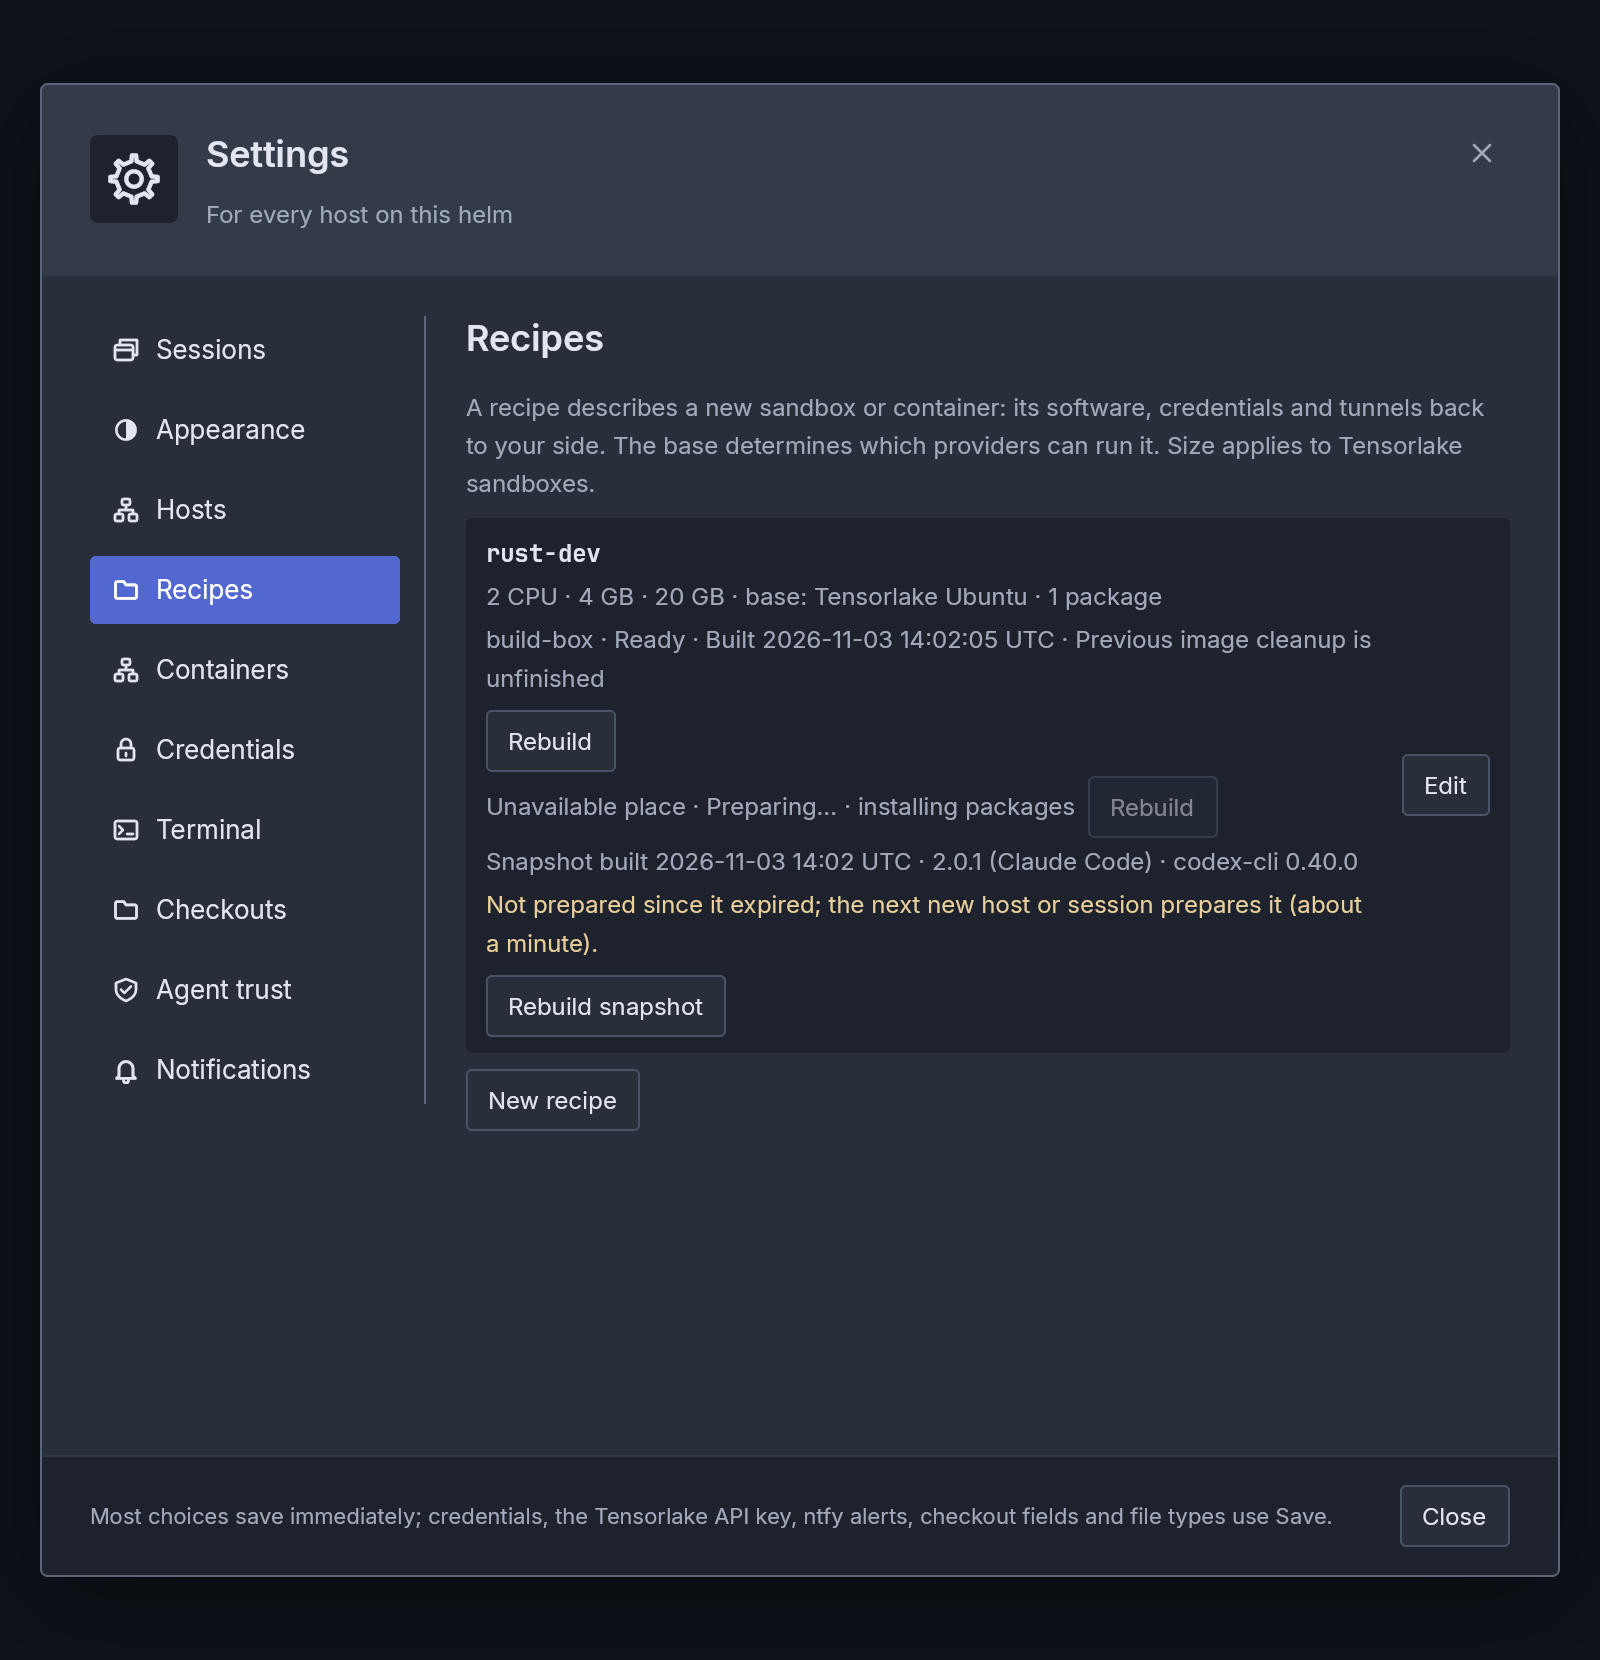 Settings
For every host on this helm
Sessions
Appearance
Hosts
Recipes
Containers
Credentials
Terminal
Checkouts
Agent trust
Notifications
Recipes
A recipe describes a new sandbox or container: its software, credentials and tunnels back
to your side. The base determines which providers can run it. Size applies to Tensorlake
sandboxes.
rust-dev
2 CPU · 4 GB · 20 GB · base: Tensorlake Ubuntu · 1 package
build-box · Ready · Built 2026-11-03 14:02:05 UTC · Previous image cleanup is
unfinished
Rebuild
Unavailable place · Preparing… · installing packages
Rebuild
Edit
Snapshot built 2026-11-03 14:02 UTC · 2.0.1 (Claude Code) · codex-cli 0.40.0
Not prepared since it expired; the next new host or session prepares it (about
a minute).
Rebuild snapshot
New recipe
Most choices save immediately; credentials, the Tensorlake API key, ntfy alerts, checkout fields and file types use Save.
Close